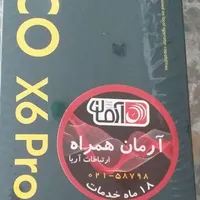 CO X6 Pro
آرمان
آرمان همراه
ارتباطات آریا
۰۲۱-۵۸۷۹۸
۱۸ ماه خدمات